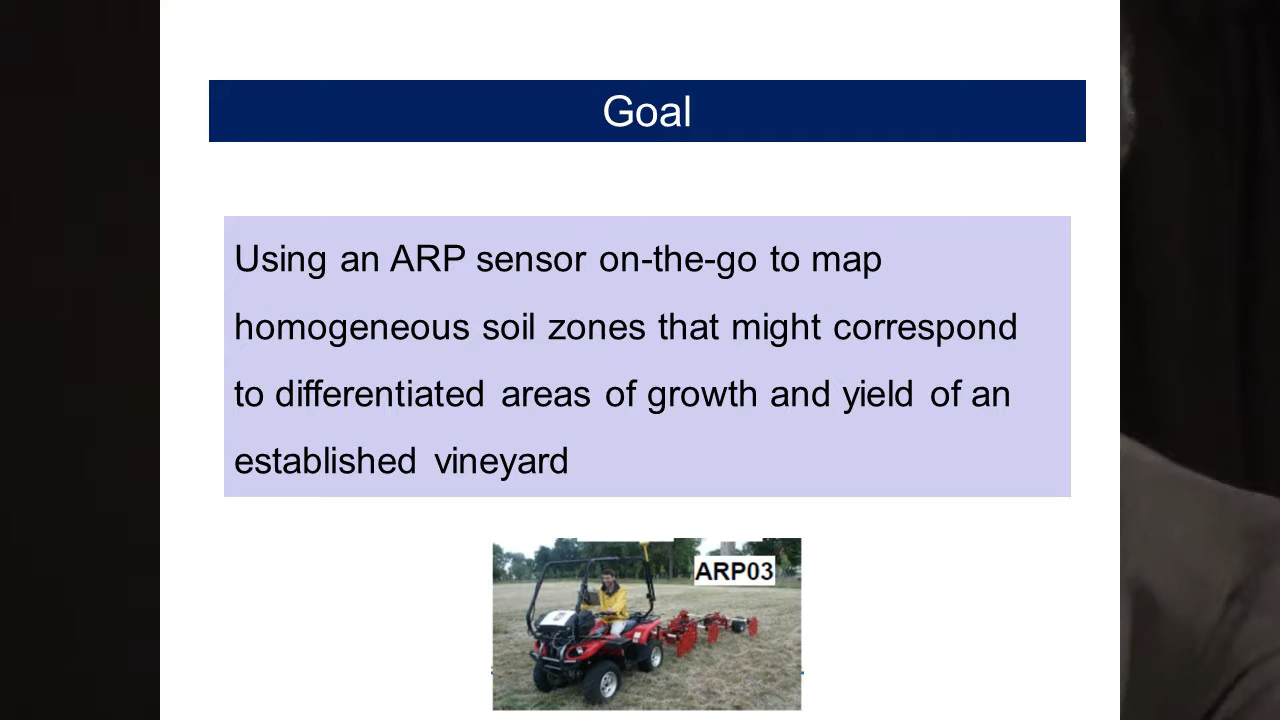 Goal
Using an ARP sensor on-the-go to map
homogeneous soil zones that might correspond
to differentiated areas of growth and yield of an
established vineyard
ARP03